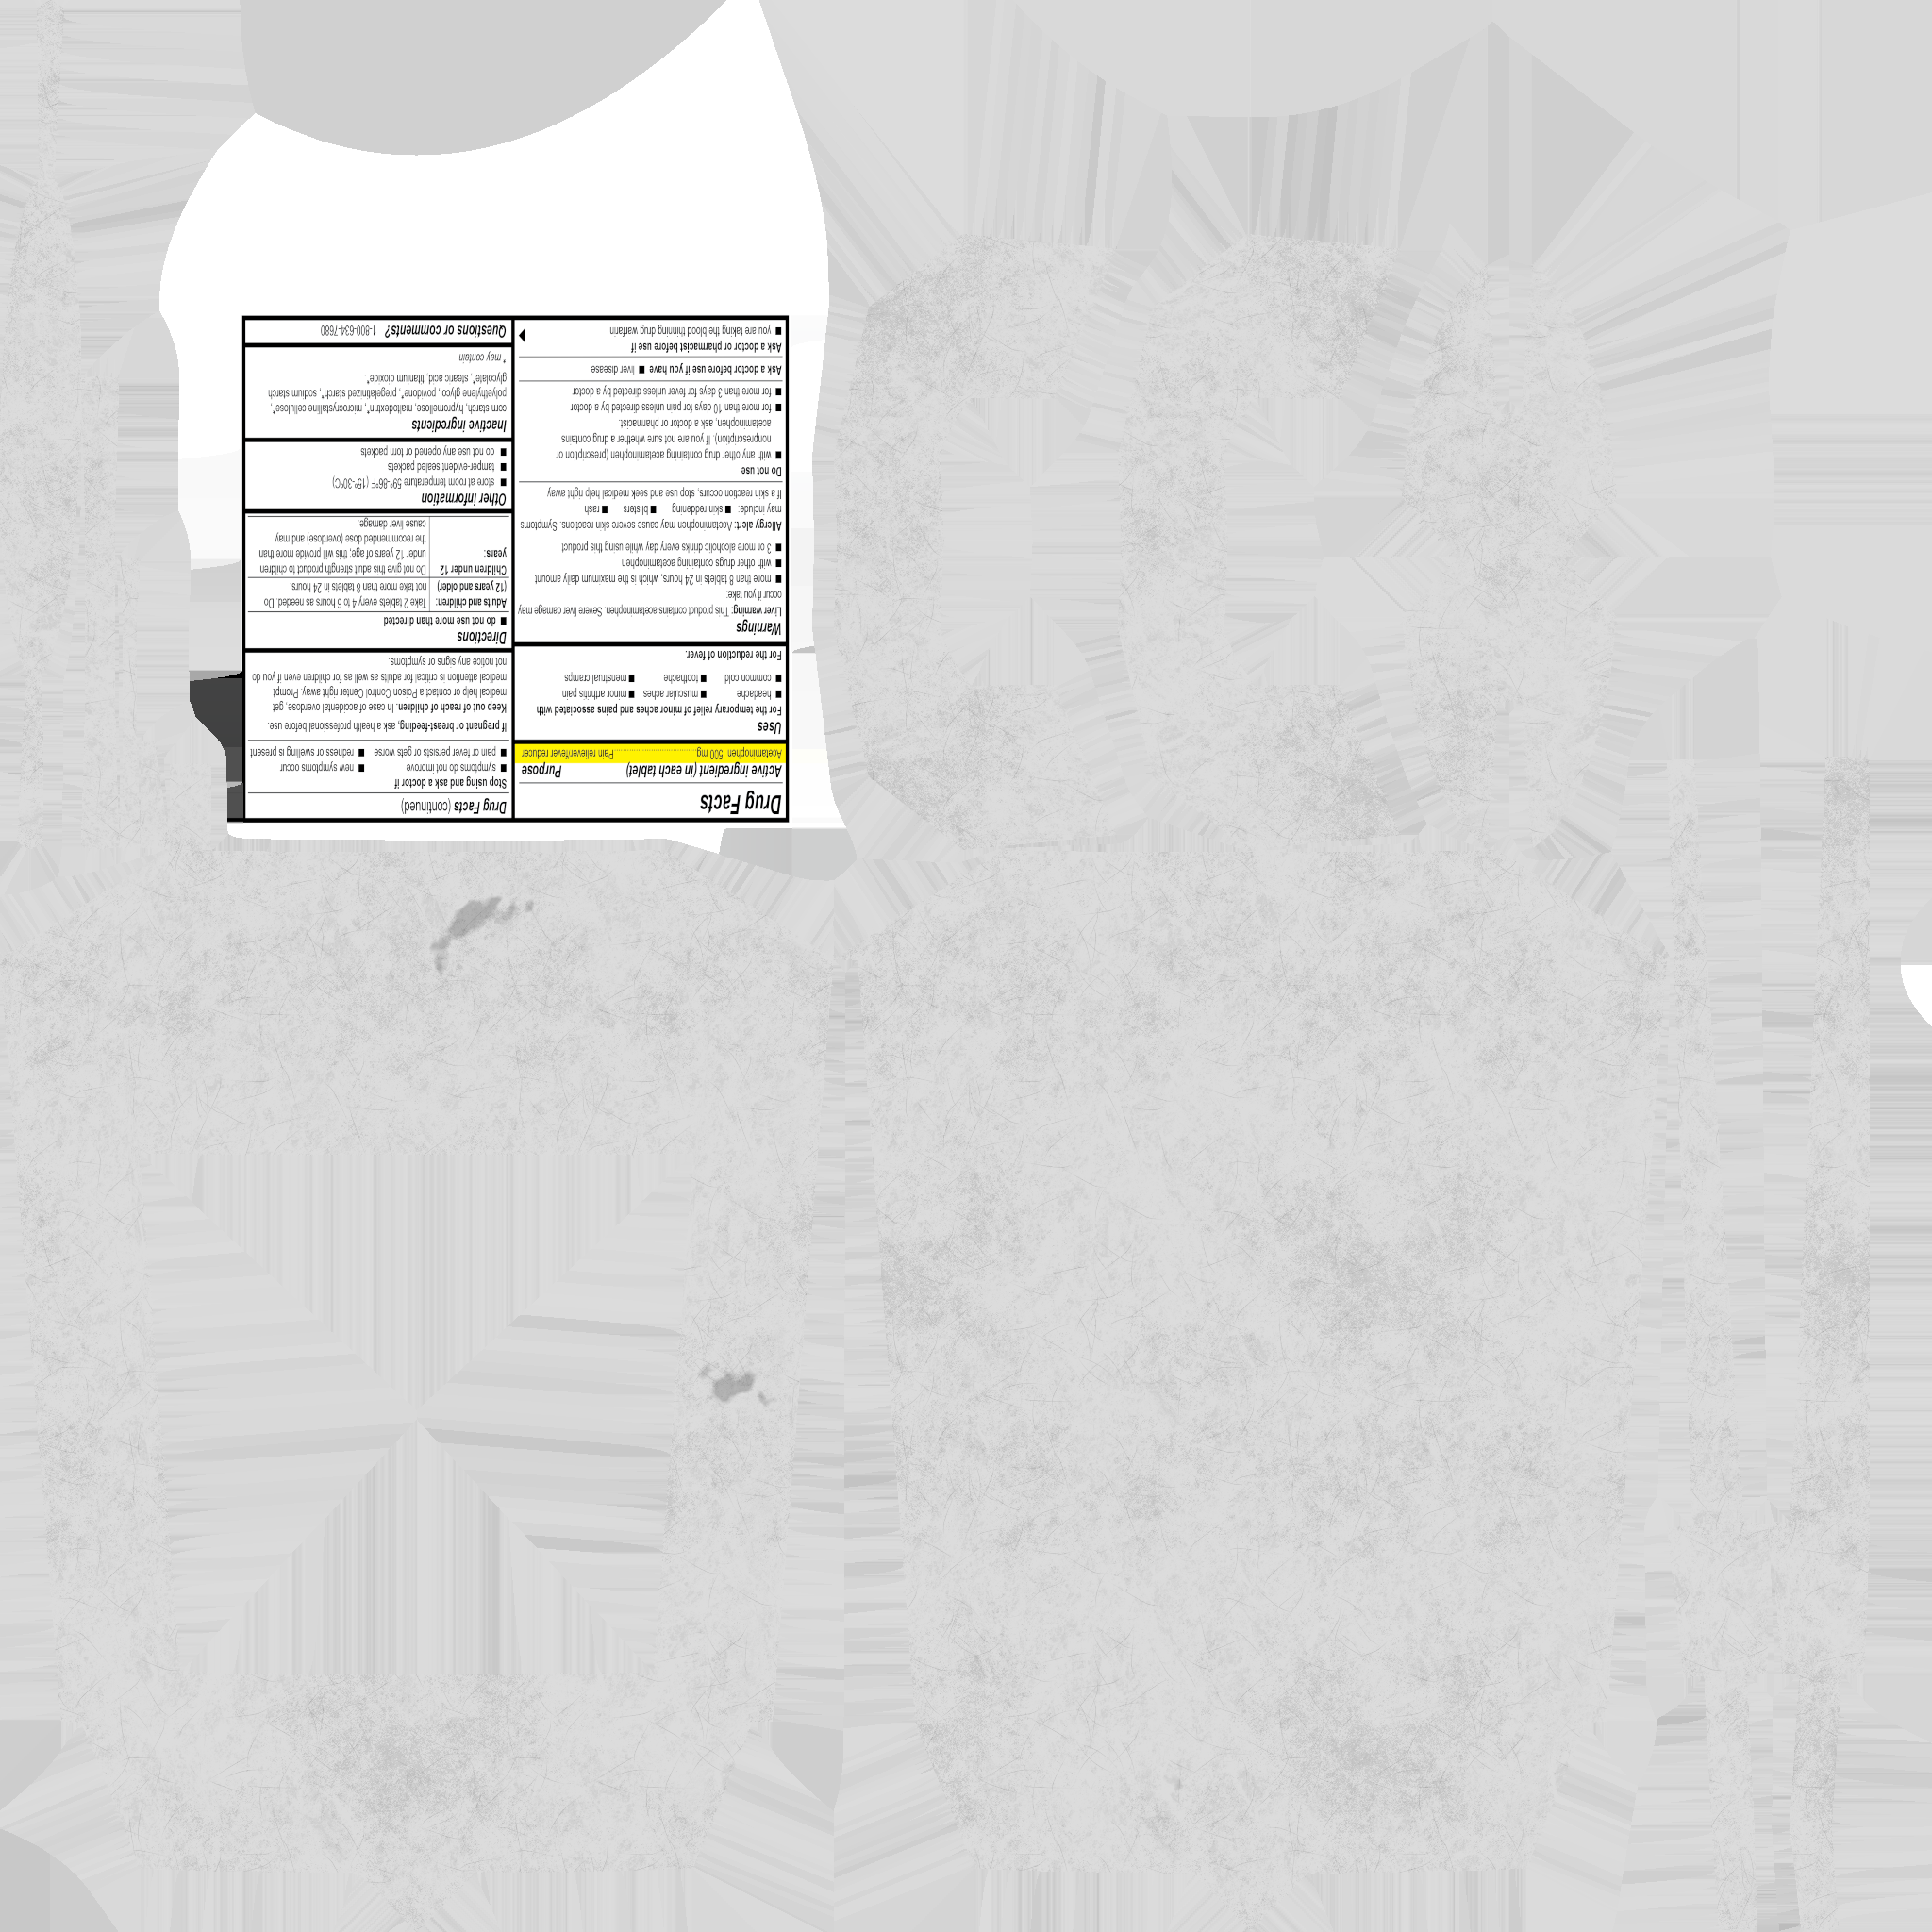 Drug Facts
Active ingredient (in each tablet) Purpose
Acetaminophen 500 mg Pain reliever/fever reducer
Uses
For the temporary relief of minor aches and pains associated with
■ headache ■ muscular aches ■ minor arthritis pain
■ common cold ■ toothache ■ menstrual cramps
For the reduction of fever.
Warnings
Liver warning: This product contains acetaminophen. Severe liver damage may
occur if you take:
■ more than 8 tablets in 24 hours, which is the maximum daily amount
■ with other drugs containing acetaminophen
■ 3 or more alcoholic drinks every day while using this product
Allergy alert: Acetaminophen may cause severe skin reactions. Symptoms
may include: ■ skin reddening ■ blisters ■ rash
If a skin reaction occurs, stop use and seek medical help right away
Do not use
■ with any other drug containing acetaminophen (prescription or
nonprescription). If you are not sure whether a drug contains
acetaminophen, ask a doctor or pharmacist.
■ for more than 10 days for pain unless directed by a doctor
■ for more than 3 days for fever unless directed by a doctor
Ask a doctor before use if you have ■ liver disease
Ask a doctor or pharmacist before use if
■ you are taking the blood thinning drug warfarin
Drug Facts (continued)
Stop using and ask a doctor if
■ symptoms do not improve ■ new symptoms occur
■ pain or fever persists or gets worse ■ redness or swelling is present
If pregnant or breast-feeding, ask a health professional before use.
Keep out of reach of children. In case of accidental overdose, get
medical help or contact a Poison Control Center right away. Prompt
medical attention is critical for adults as well as for children even if you do
not notice any signs or symptoms.
Directions
■ do not use more than directed
Adults and children: Take 2 tablets every 4 to 6 hours as needed. Do
(12 years and older) not take more than 8 tablets in 24 hours.
Children under 12 Do not give this adult strength product to children
years: under 12 years of age; this will provide more than
the recommended dose (overdose) and may
cause liver damage.
Other information
■ store at room temperature 59°-86°F (15°-30°C)
■ tamper-evident sealed packets
■ do not use any opened or torn packets
Inactive ingredients
corn starch, hypromellose, maltodextrin*, microcrystalline cellulose*,
polyethylene glycol, povidone*, pregelatinized starch*, sodium starch
glycolate*, stearic acid, titanium dioxide*.
* may contain
Questions or comments? 1-800-634-7680